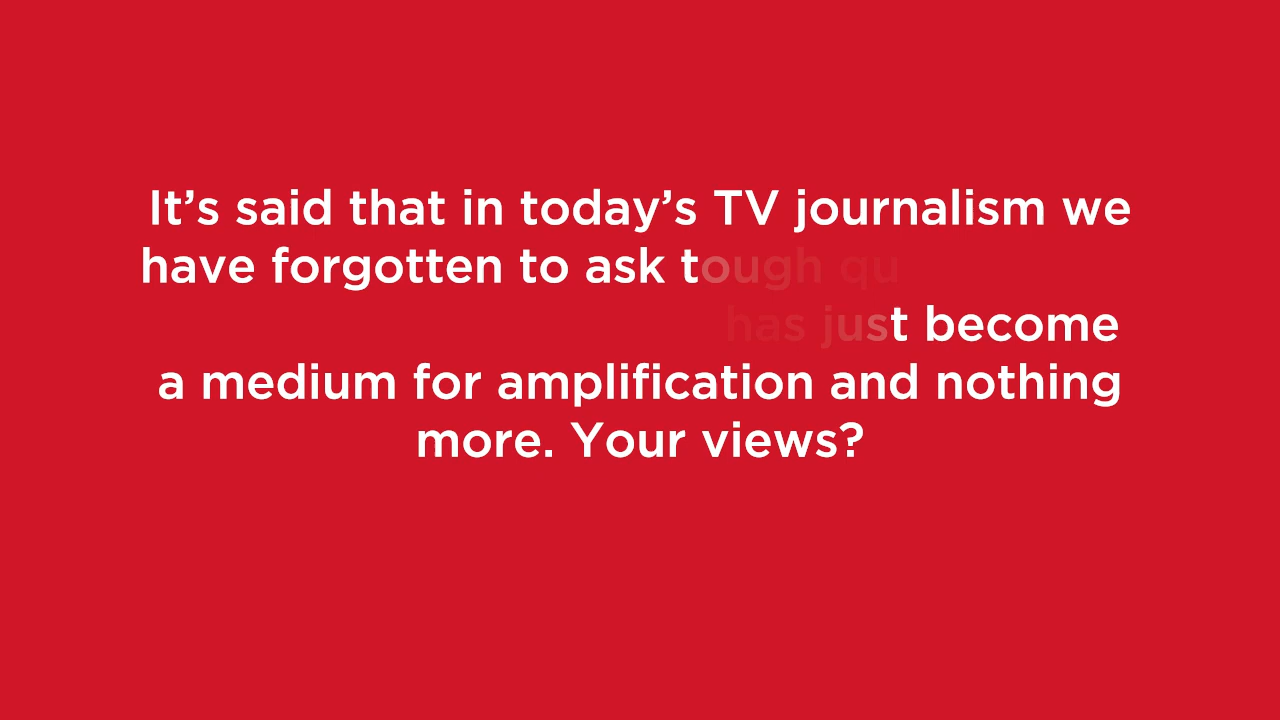 It's said that in today's TV journalism we
have forgotten to ask tough qu
has just become
a medium for amplification and nothing
more. Your views?